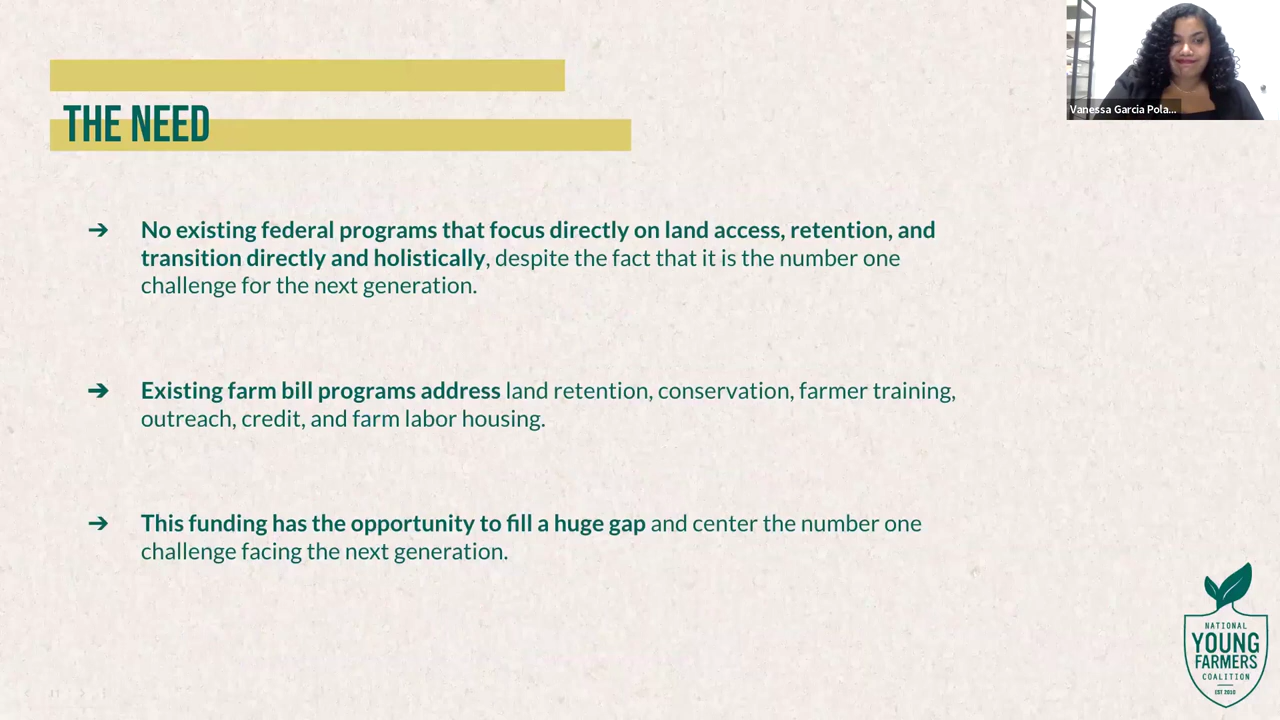 THE NEED
Vanessa Garcia Pola...
➔ No existing federal programs that focus directly on land access, retention, and
transition directly and holistically, despite the fact that it is the number one
challenge for the next generation.
➔ Existing farm bill programs address land retention, conservation, farmer training,
outreach, credit, and farm labor housing.
➔ This funding has the opportunity to fill a huge gap and center the number one
challenge facing the next generation.
NATIONAL
YOUNG
FARMERS
COALITION
EST 2010